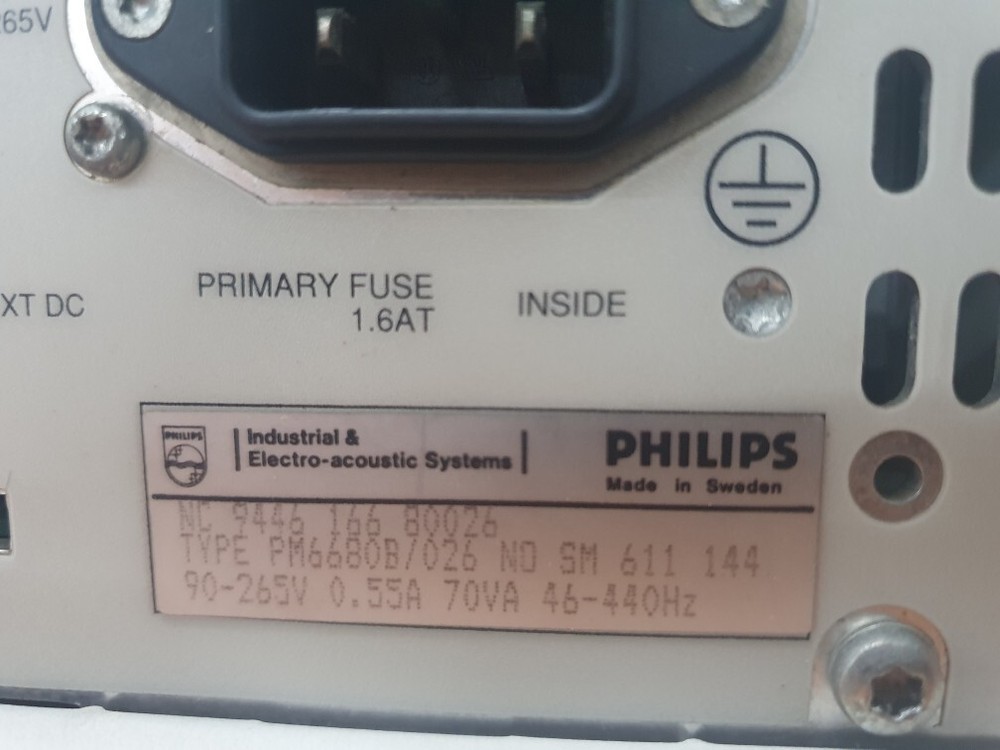 265V
PRIMARY FUSE
1.6AT
INSIDE
XT DC
PHILIPS
Industrial &
Electro-acoustic Systems
PHILIPS
Made in Sweden
NC 9446 166 80026
TYPE PM6680B/026 NO SM 611 144
90-265V 0.55A 70VA 46-440Hz